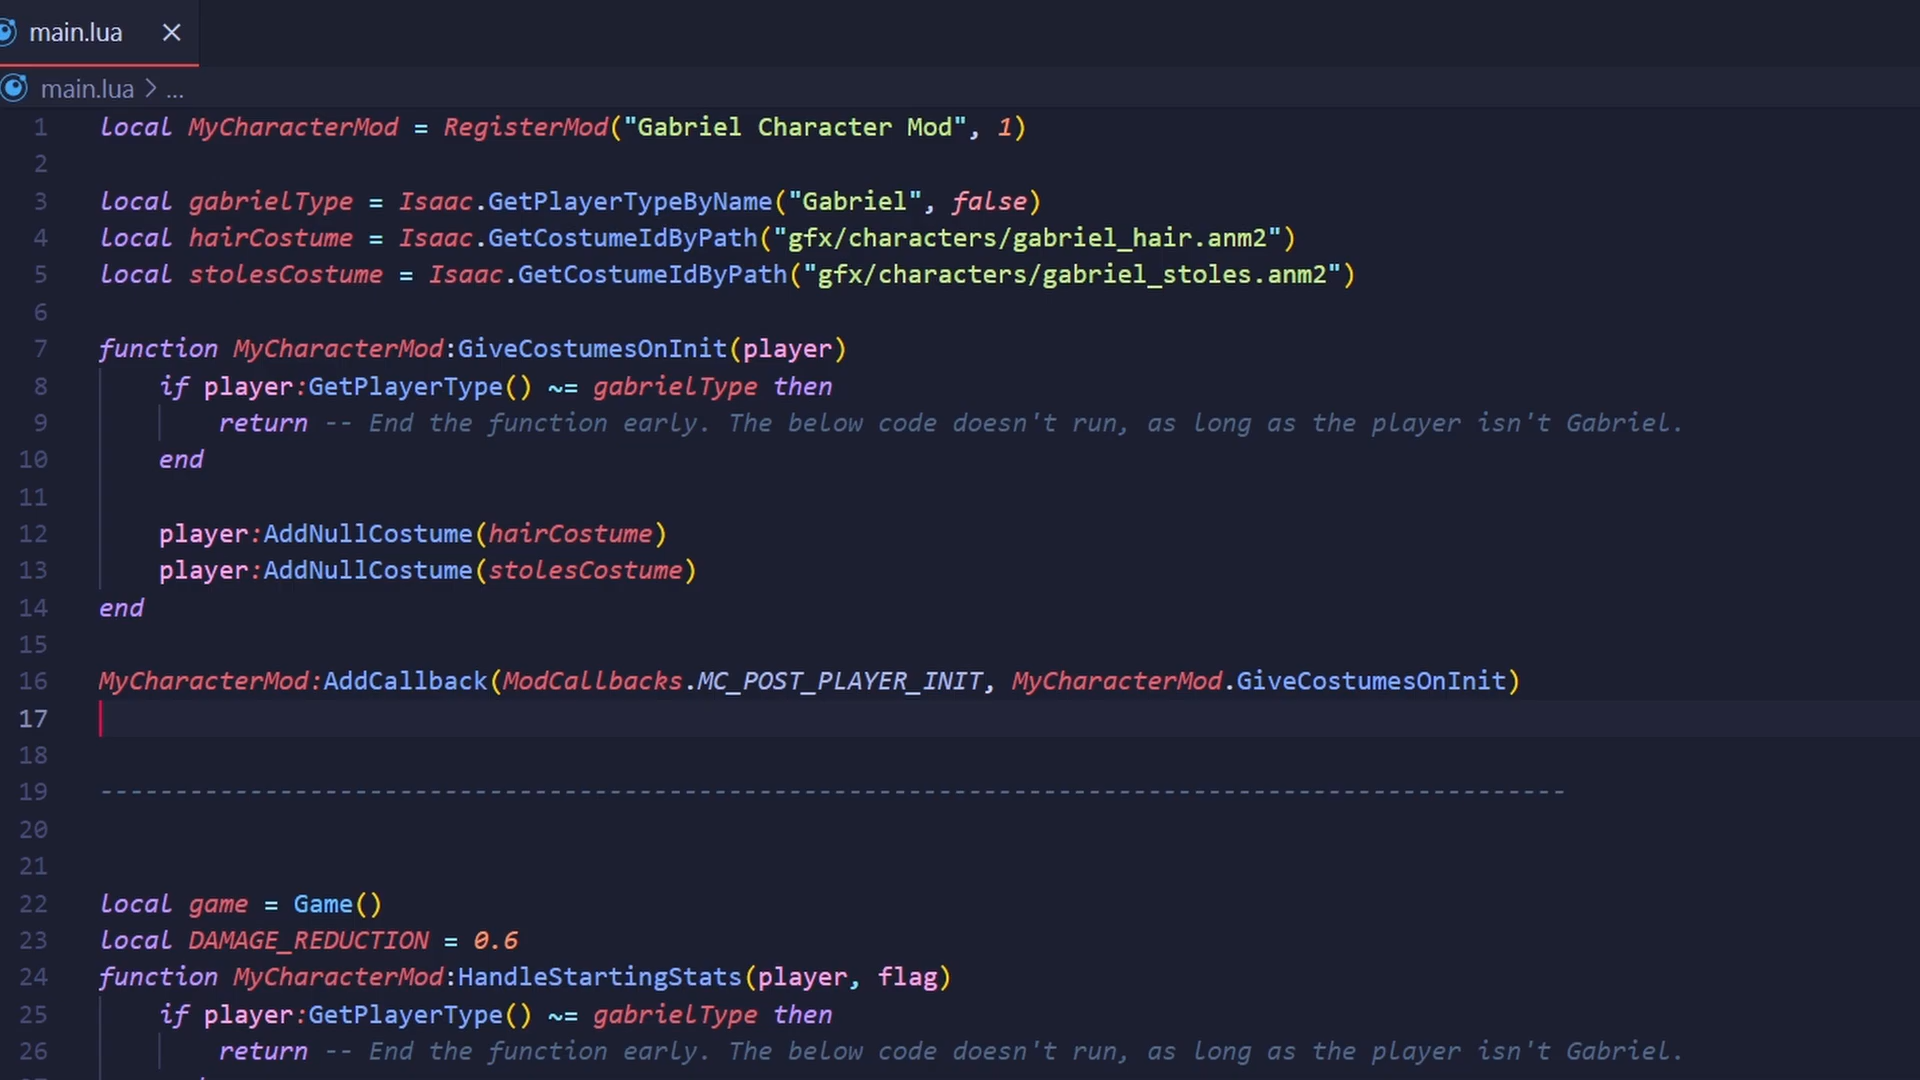 main.lua
main.lua > ...
1 local MyCharacterMod = RegisterMod("Gabriel Character Mod", 1)
2
3 local gabrielType = Isaac.GetPlayerTypeByName("Gabriel", false)
4 local hairCostume = Isaac.GetCostumeIdByPath("gfx/characters/gabriel_hair.anm2")
5 local stolesCostume = Isaac.GetCostumeIdByPath("gfx/characters/gabriel_stoles.anm2")
6
7 function MyCharacterMod:GiveCostumesOnInit(player)
8     if player:GetPlayerType() ~= gabrielType then
9         return -- End the function early. The below code doesn't run, as long as the player isn't Gabriel.
10     end
11
12     player:AddNullCostume(hairCostume)
13     player:AddNullCostume(stolesCostume)
14 end
15
16 MyCharacterMod:AddCallback(ModCallbacks.MC_POST_PLAYER_INIT, MyCharacterMod.GiveCostumesOnInit)
17
18
19 --------------------------------------------------------------------------------------------------
20
21
22 local game = Game()
23 local DAMAGE_REDUCTION = 0.6
24 function MyCharacterMod:HandleStartingStats(player, flag)
25     if player:GetPlayerType() ~= gabrielType then
26         return -- End the function early. The below code doesn't run, as long as the player isn't Gabriel.